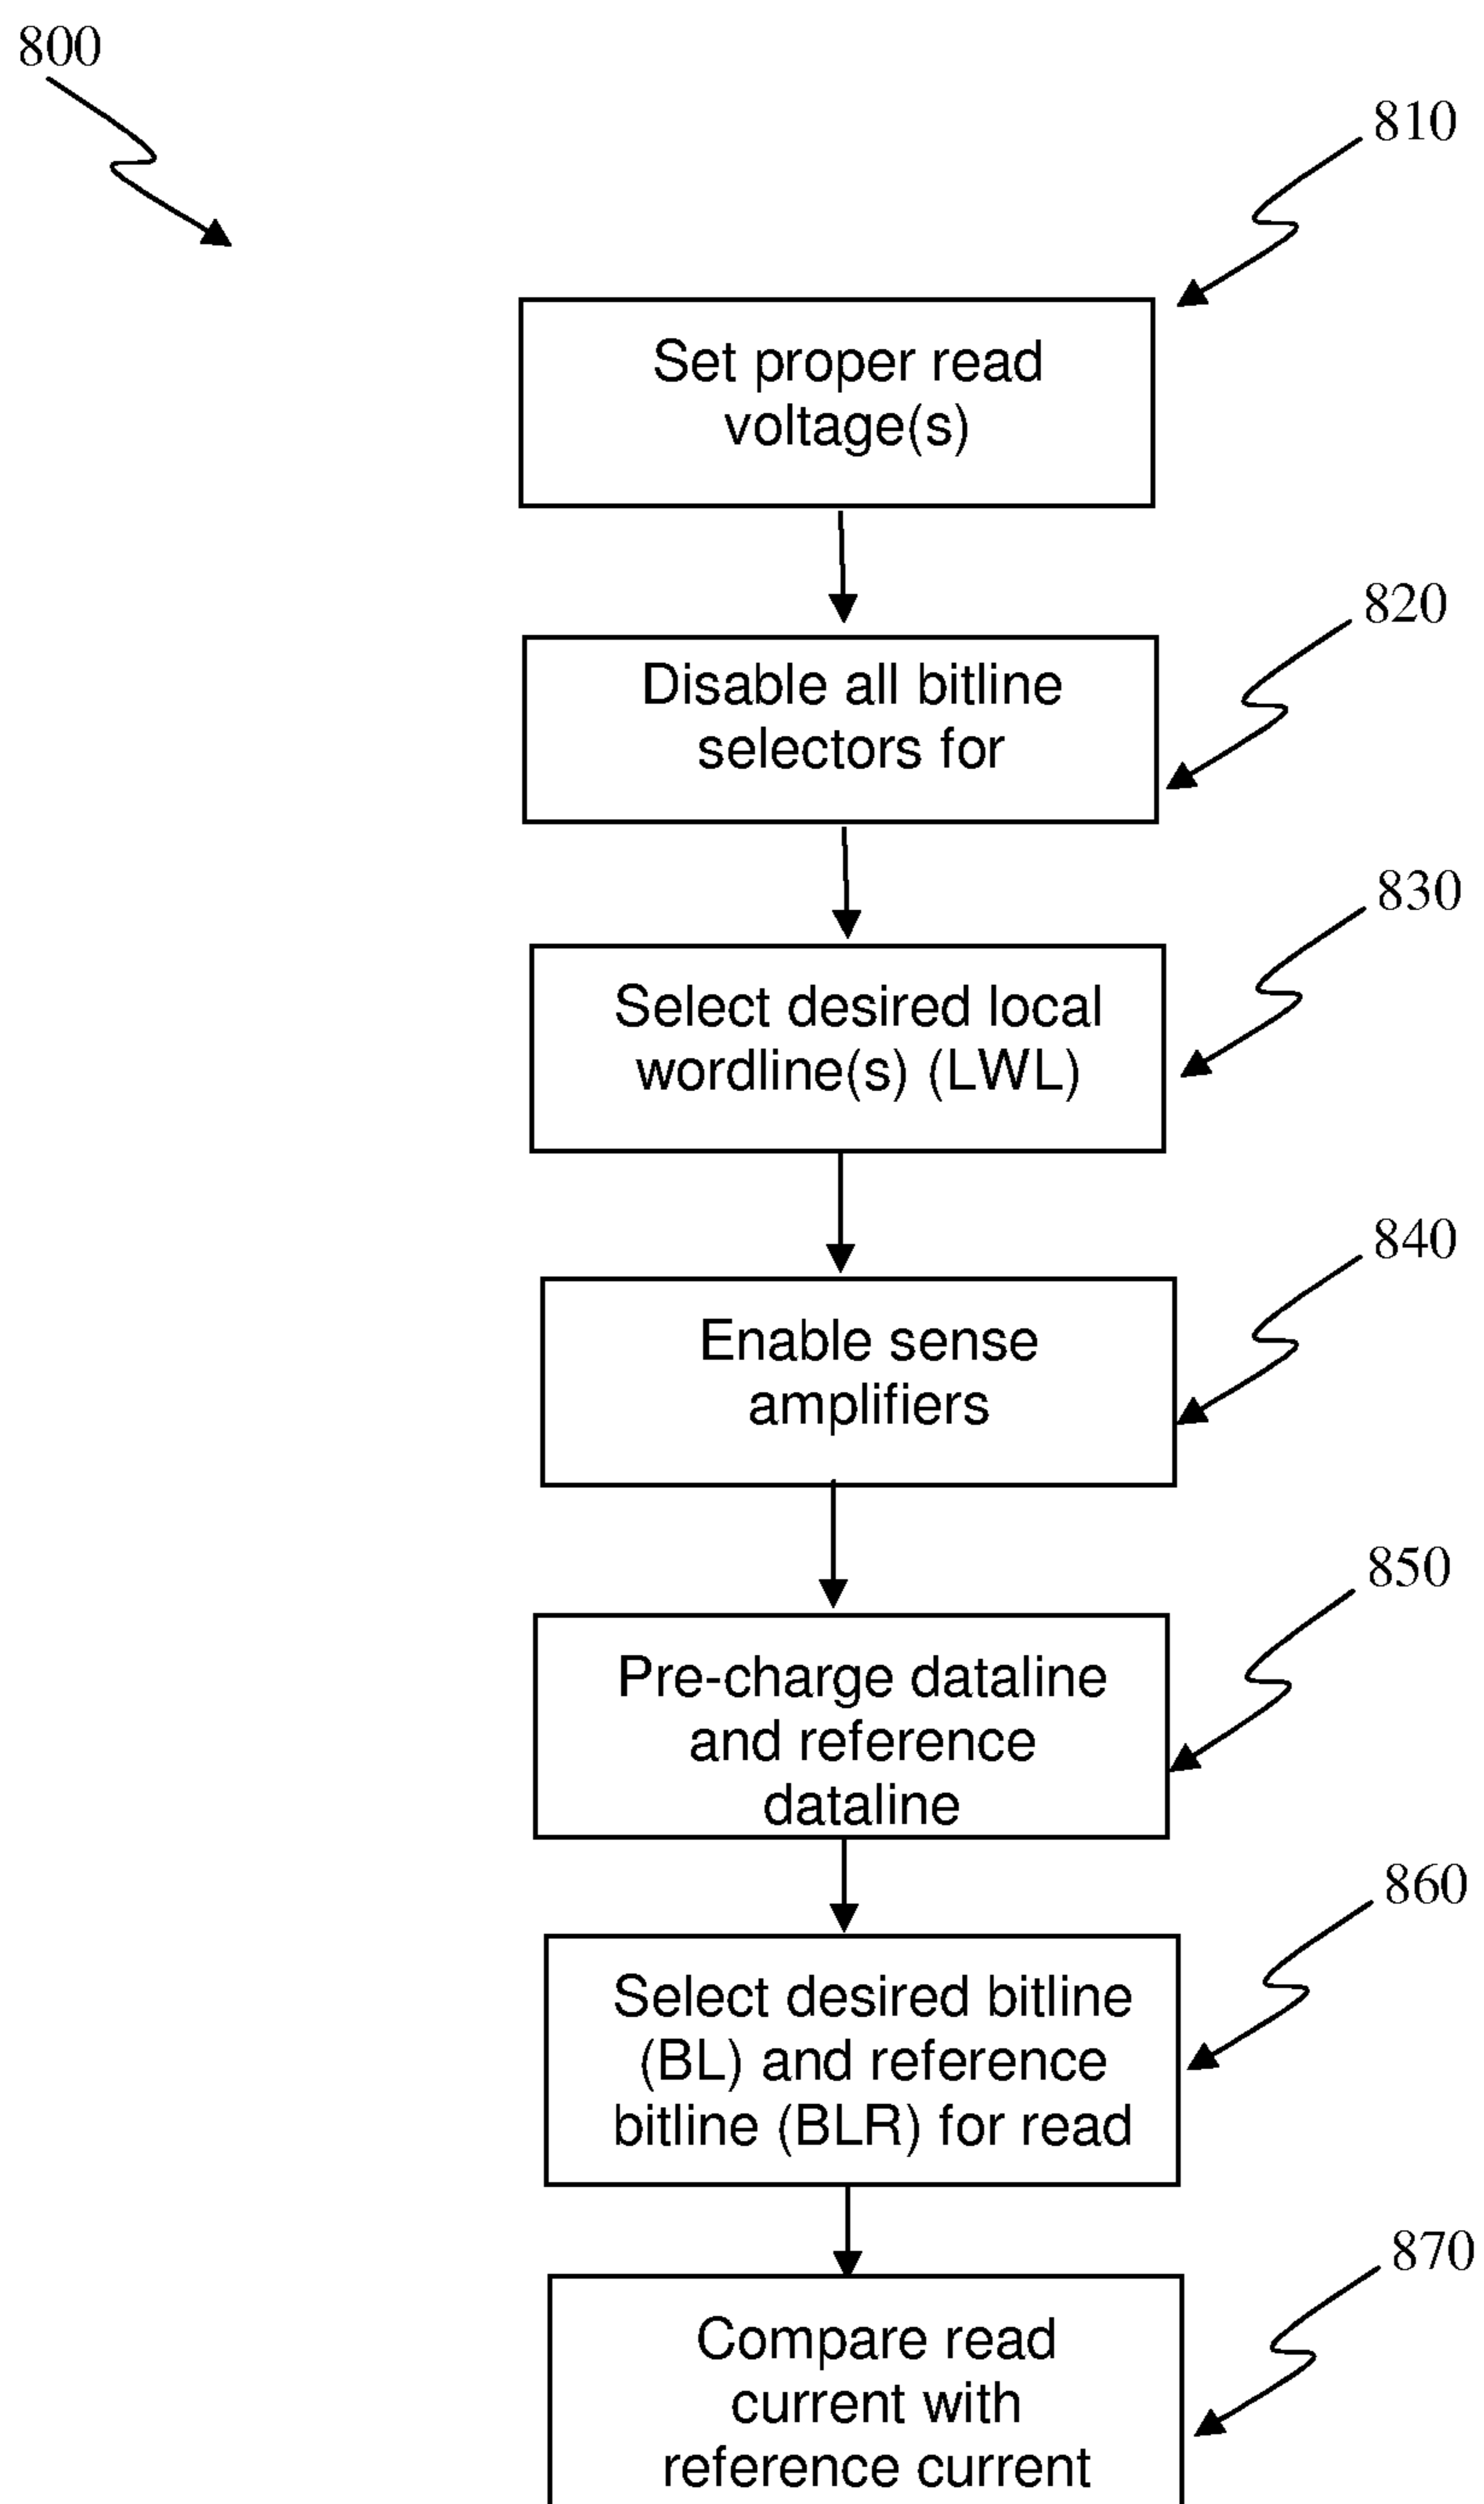 800
810
Set proper read
voltage(s)
820
Disable all bitline
selectors for
830
Select desired local
wordline(s) (LWL)
840
Enable sense
amplifiers
850
Pre-charge dataline
and reference
dataline
860
Select desired bitline
(BL) and reference
bitline (BLR) for read
870
Compare read
current with
reference current